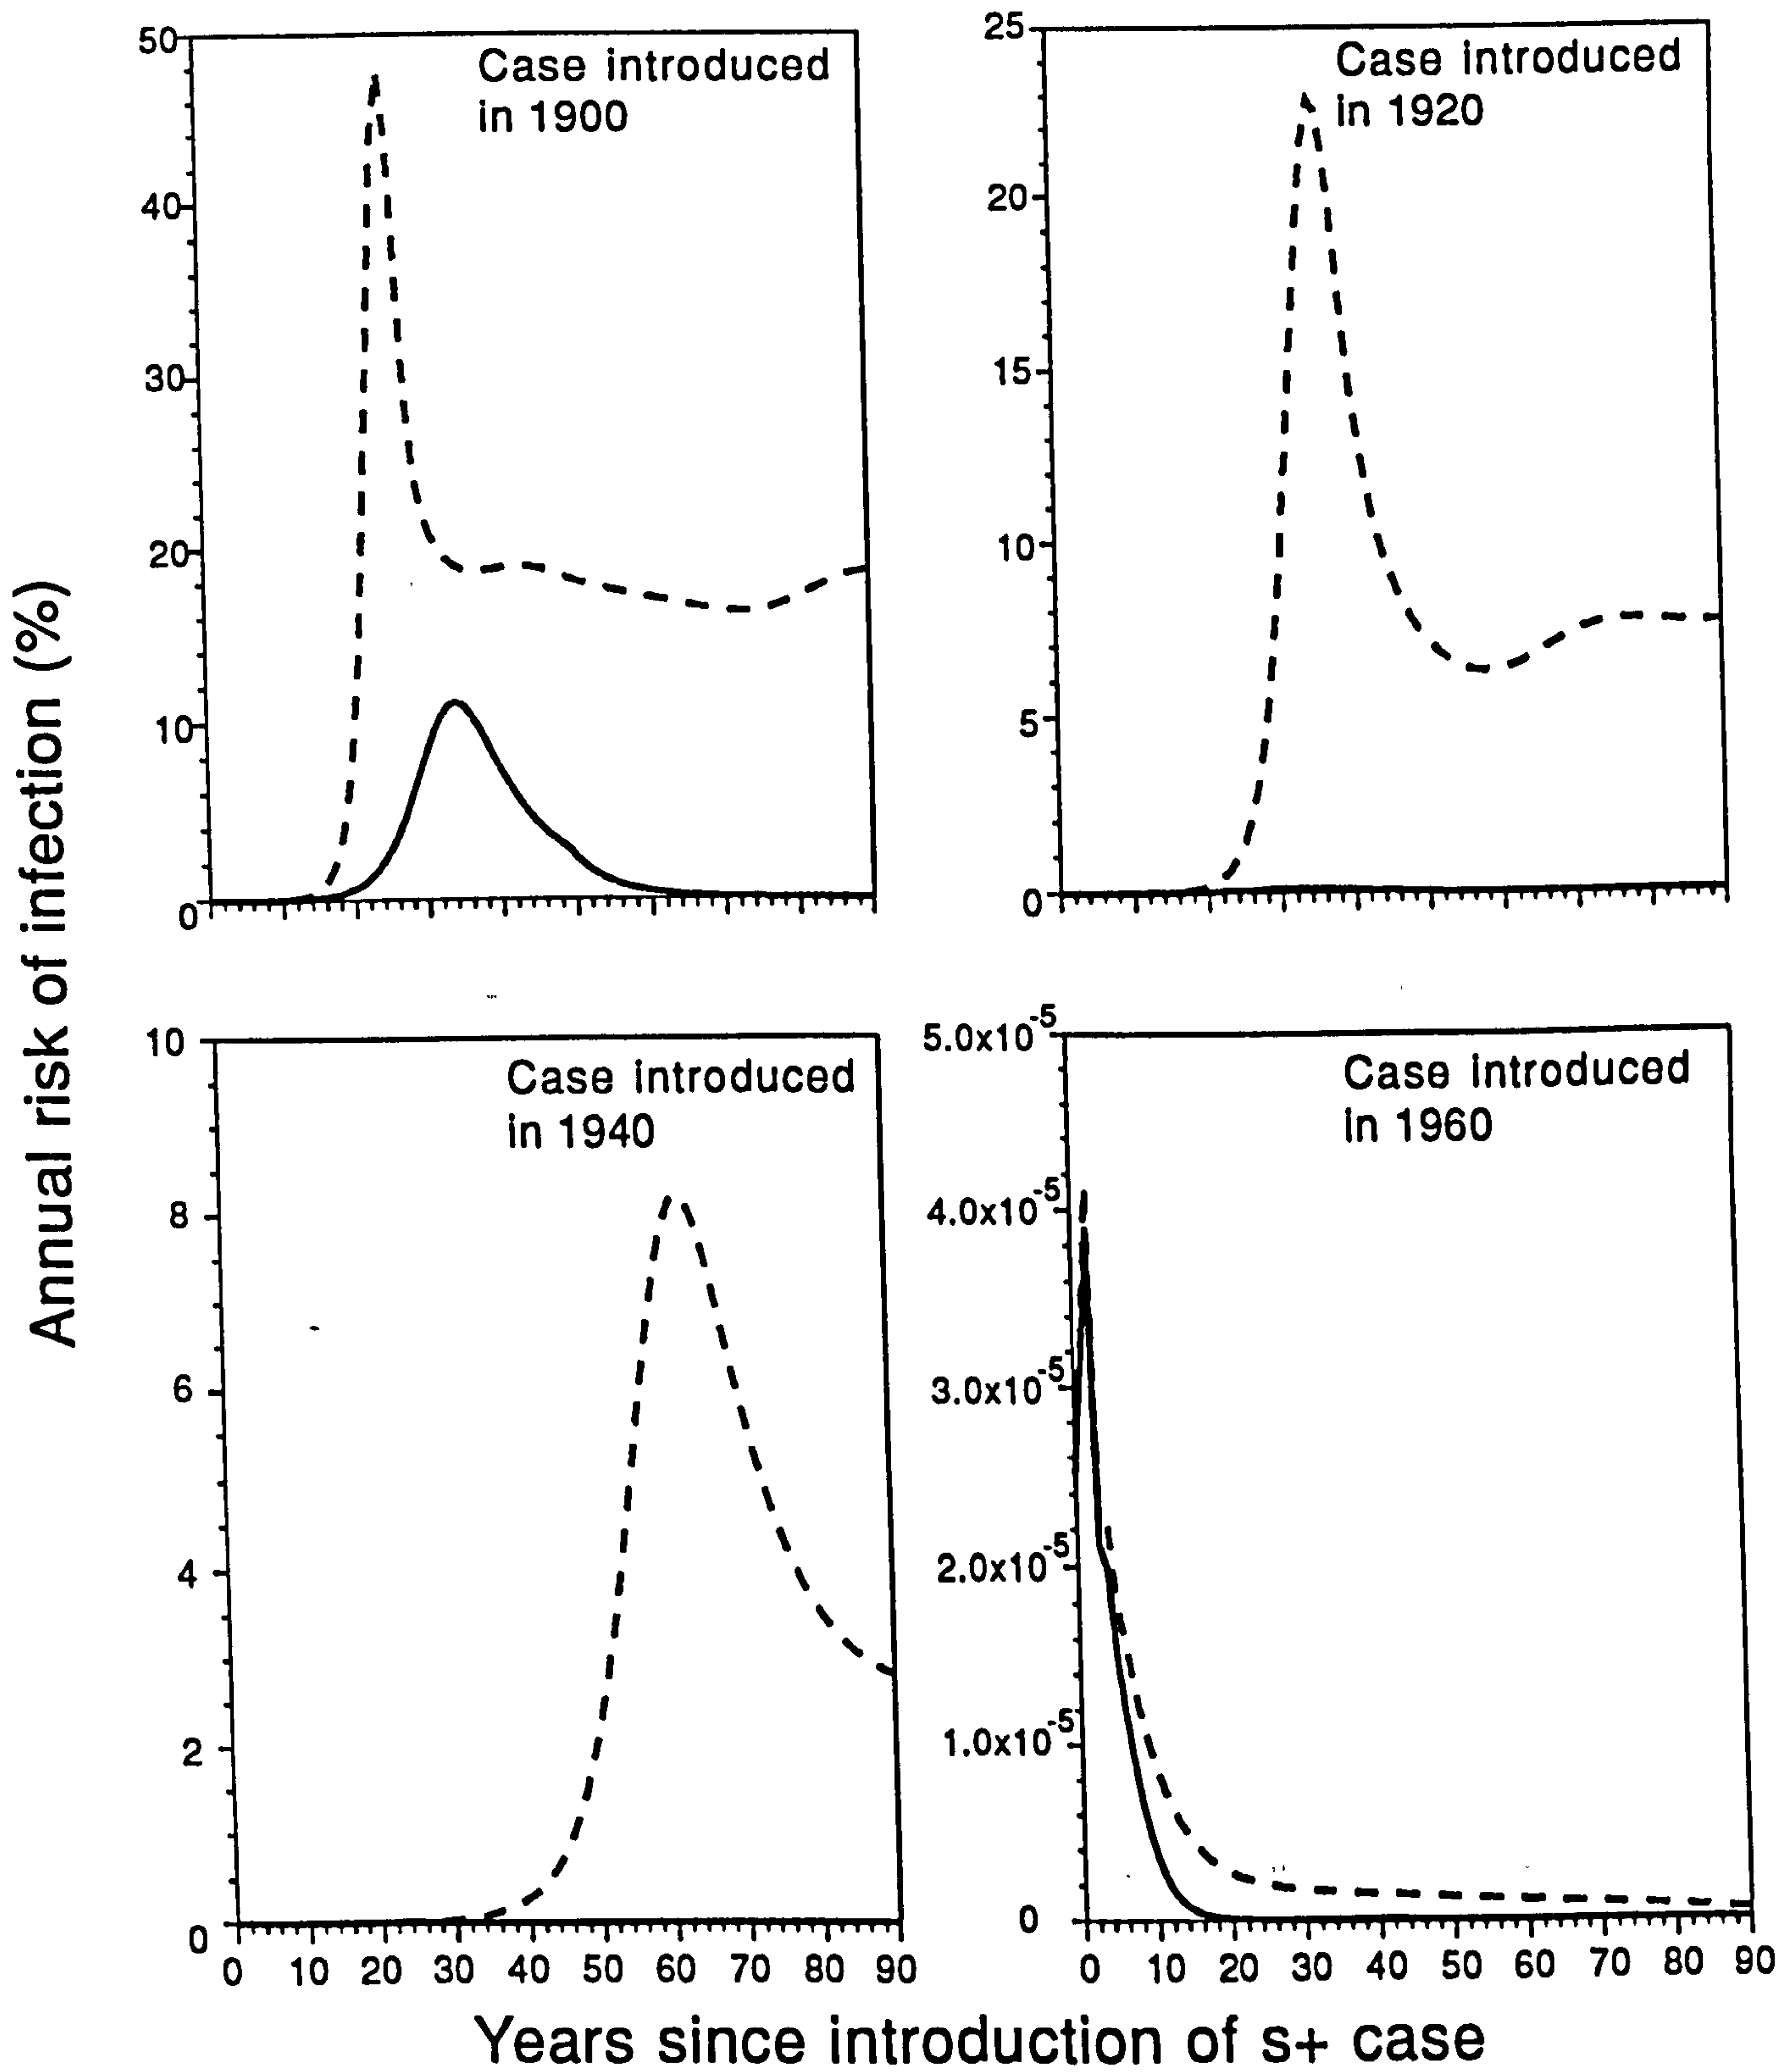 Annual risk of infection (%)
Case introduced
in 1900
50
40
30
20
10
0
Case introduced
in 1920
25
20
15
10
5
0
Case introduced
in 1940
10
8
6
4
2
0
0 10 20 30 40 50 60 70 80 90
Case introduced
in 1960
5.0x10-5
4.0x10-5
3.0x10-5
2.0x10-5
1.0x10-5
0
0 10 20 30 40 50 60 70 80 90
Years since introduction of s+ case